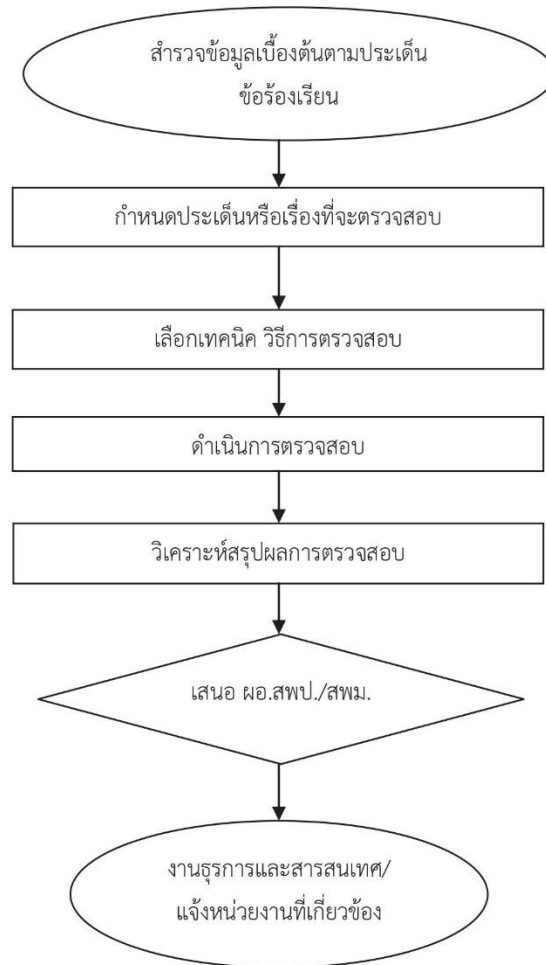 สำรวจข้อมูลเบื้องต้นตามประเด็น
ข้อร้องเรียน
กำหนดประเด็นหรือเรื่องที่จะตรวจสอบ
เลือกเทคนิค วิธีการตรวจสอบ
ดำเนินการตรวจสอบ
วิเคราะห์สรุปผลการตรวจสอบ
เสนอ ผอ.สพป./สพม.
งานธุรการและสารสนเทศ/
แจ้งหน่วยงานที่เกี่ยวข้อง